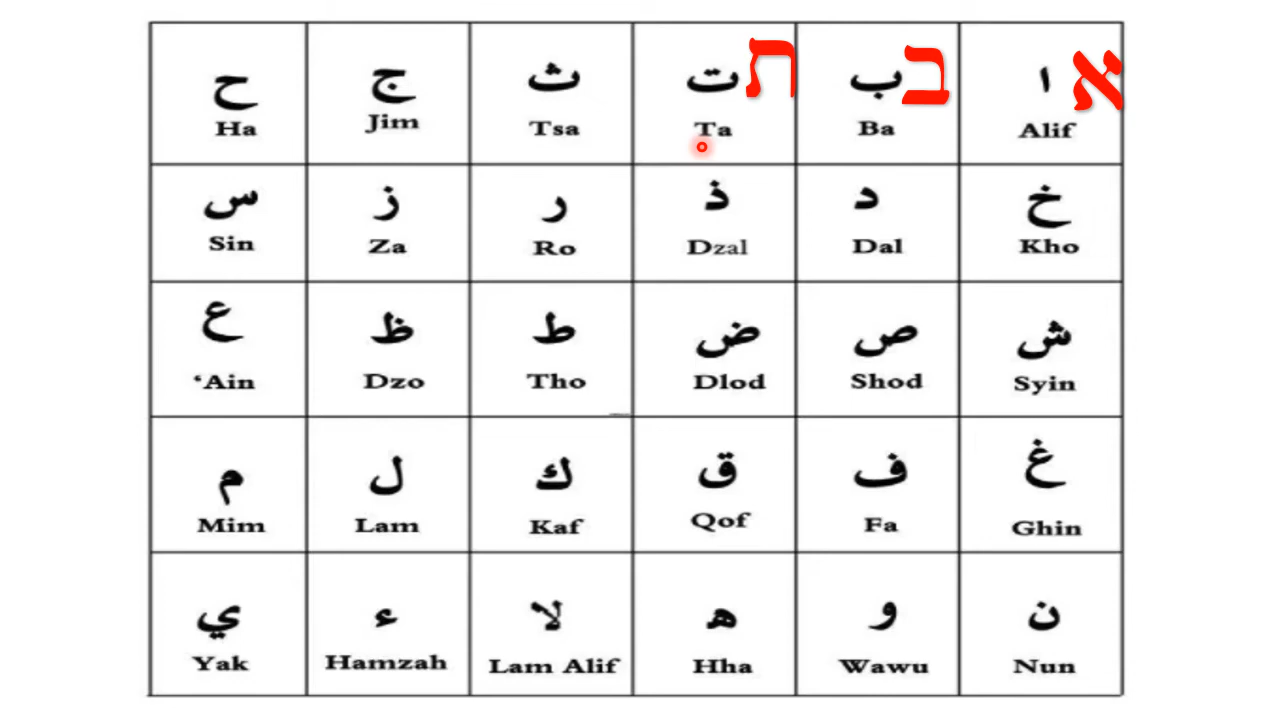 ا א ب ב ت ת ث ج ح
Alif Ba Ta Tsa Jim Ha
خ د ذ ر ز س
Kho Dal Dzal Ro Za Sin
ش ص ض ط ظ ع
Syin Shod Dlod Tho Dzo ‘Ain
غ ف ق ك ل م
Ghin Fa Qof Kaf Lam Mim
ن و ه لا ء ي
Nun Wawu Hha Lam Alif Hamzah Yak